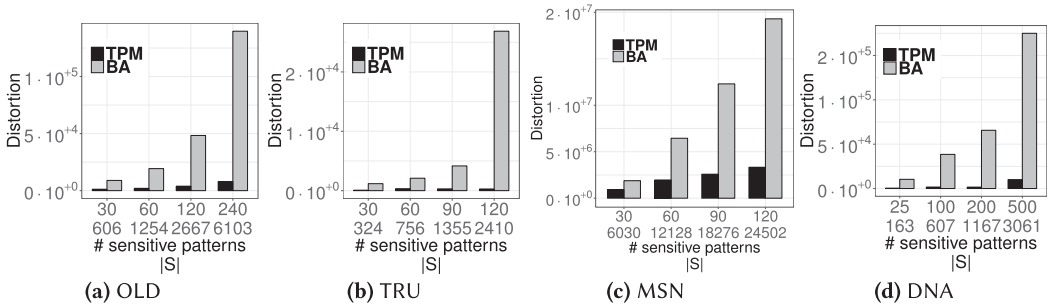 Distortion
1·10⁺⁵
5·10⁺⁴
0·10⁺⁰
TPM
BA
30 60 120 240
606 1254 2667 6103
# sensitive patterns
|S|
(a) OLD
Distortion
2·10⁺⁴
1·10⁺⁴
0·10⁺⁰
TPM
BA
30 60 90 120
324 756 1355 2410
# sensitive patterns
|S|
(b) TRU
Distortion
2·10⁺⁷
1·10⁺⁷
5·10⁺⁶
0·10⁺⁰
TPM
BA
30 60 90 120
6030 12128 18276 24502
# sensitive patterns
|S|
(c) MSN
Distortion
2·10⁺⁵
1·10⁺⁵
5·10⁺⁴
0·10⁺⁰
TPM
BA
25 100 200 500
163 607 1167 3061
# sensitive patterns
|S|
(d) DNA